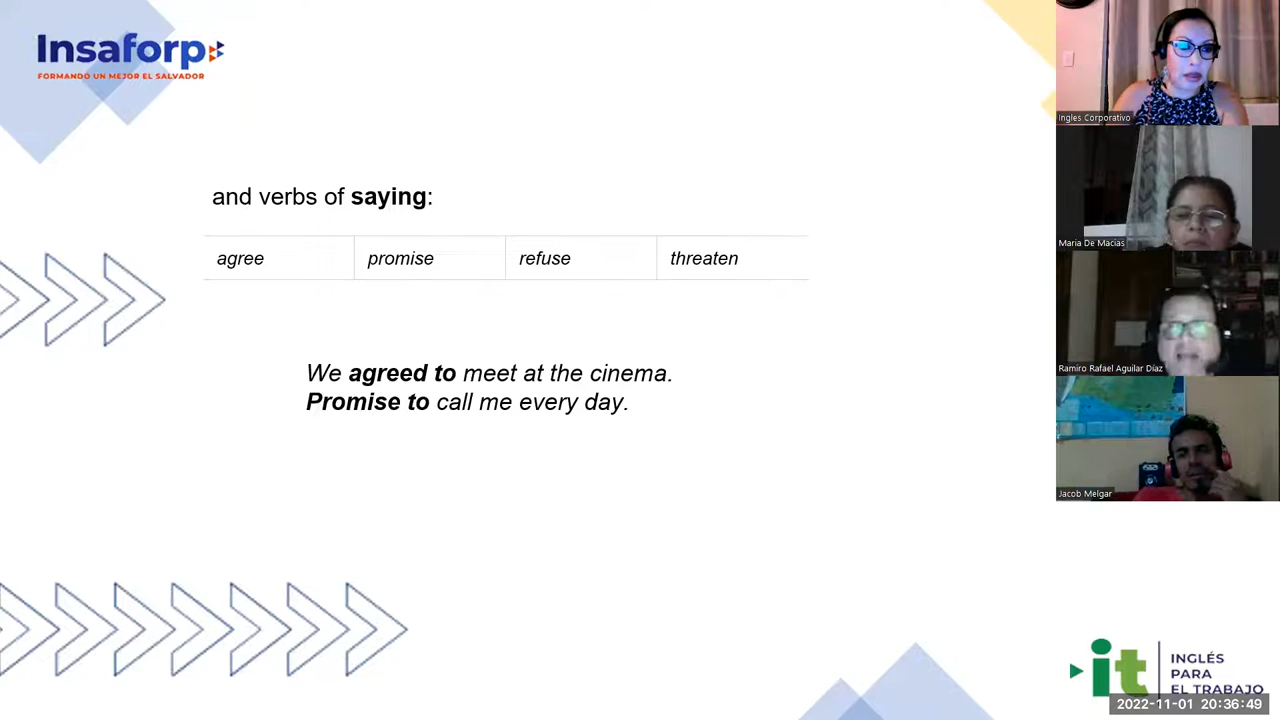 Insaforp
FORMANDO UN MEJOR EL SALVADOR
and verbs of saying:
agree promise refuse threaten
We agreed to meet at the cinema.
Promise to call me every day.
Ingles Corporativo
Maria De Macias
Ramiro Rafael Aguilar Díaz
Jacob Melgar
it
INGLÉS
PARA
EL TRABAJO
2022-11-01 20:36:49